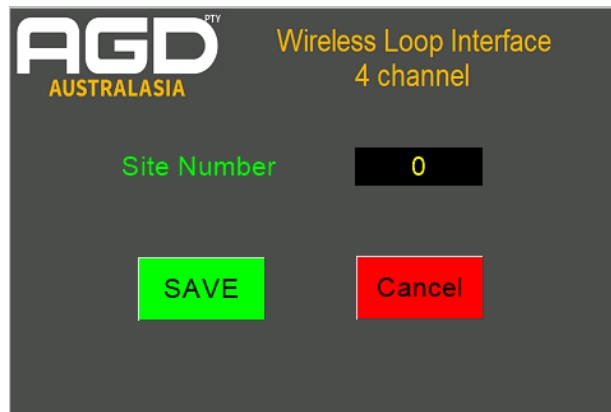 AGD PTY
AUSTRALASIA
Wireless Loop Interface
4 channel
Site Number 0
SAVE Cancel